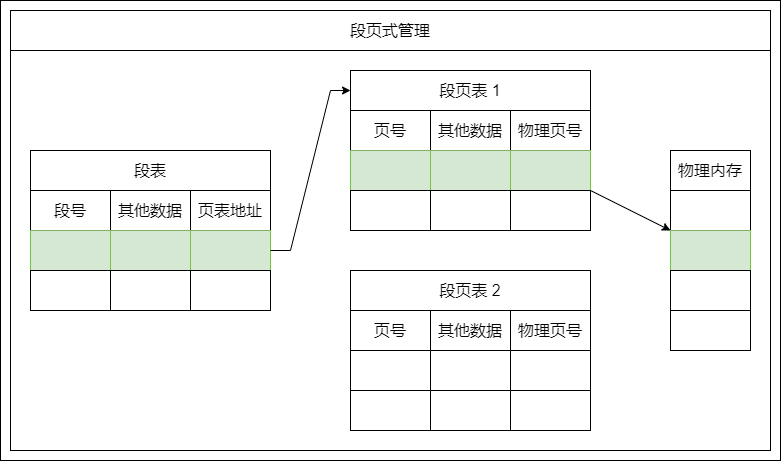 段页式管理
段页表 1
页号 其他数据 物理页号
段表
物理内存
段号 其他数据 页表地址
段页表 2
页号 其他数据 物理页号